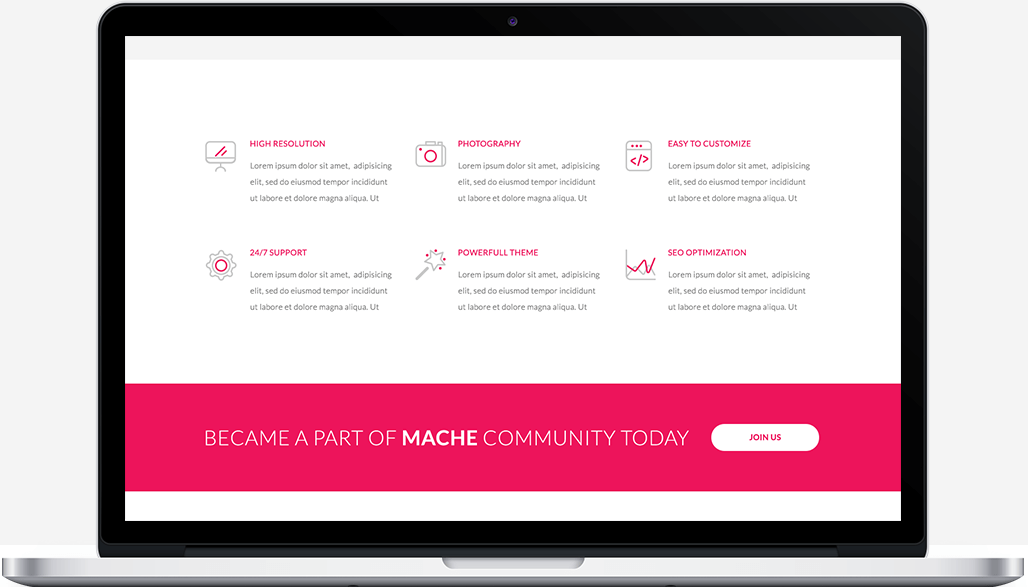 HIGH RESOLUTION
Lorem ipsum dolor sit amet, adipisicing
elit, sed do eiusmod tempor incididunt
ut labore et dolore magna aliqua. Ut
PHOTOGRAPHY
Lorem ipsum dolor sit amet, adipisicing
elit, sed do eiusmod tempor incididunt
ut labore et dolore magna aliqua. Ut
EASY TO CUSTOMIZE
Lorem ipsum dolor sit amet, adipisicing
elit, sed do eiusmod tempor incididunt
ut labore et dolore magna aliqua. Ut
24/7 SUPPORT
Lorem ipsum dolor sit amet, adipisicing
elit, sed do eiusmod tempor incididunt
ut labore et dolore magna aliqua. Ut
POWERFULL THEME
Lorem ipsum dolor sit amet, adipisicing
elit, sed do eiusmod tempor incididunt
ut labore et dolore magna aliqua. Ut
SEO OPTIMIZATION
Lorem ipsum dolor sit amet, adipisicing
elit, sed do eiusmod tempor incididunt
ut labore et dolore magna aliqua. Ut
BECAME A PART OF MACHE COMMUNITY TODAY
JOIN US